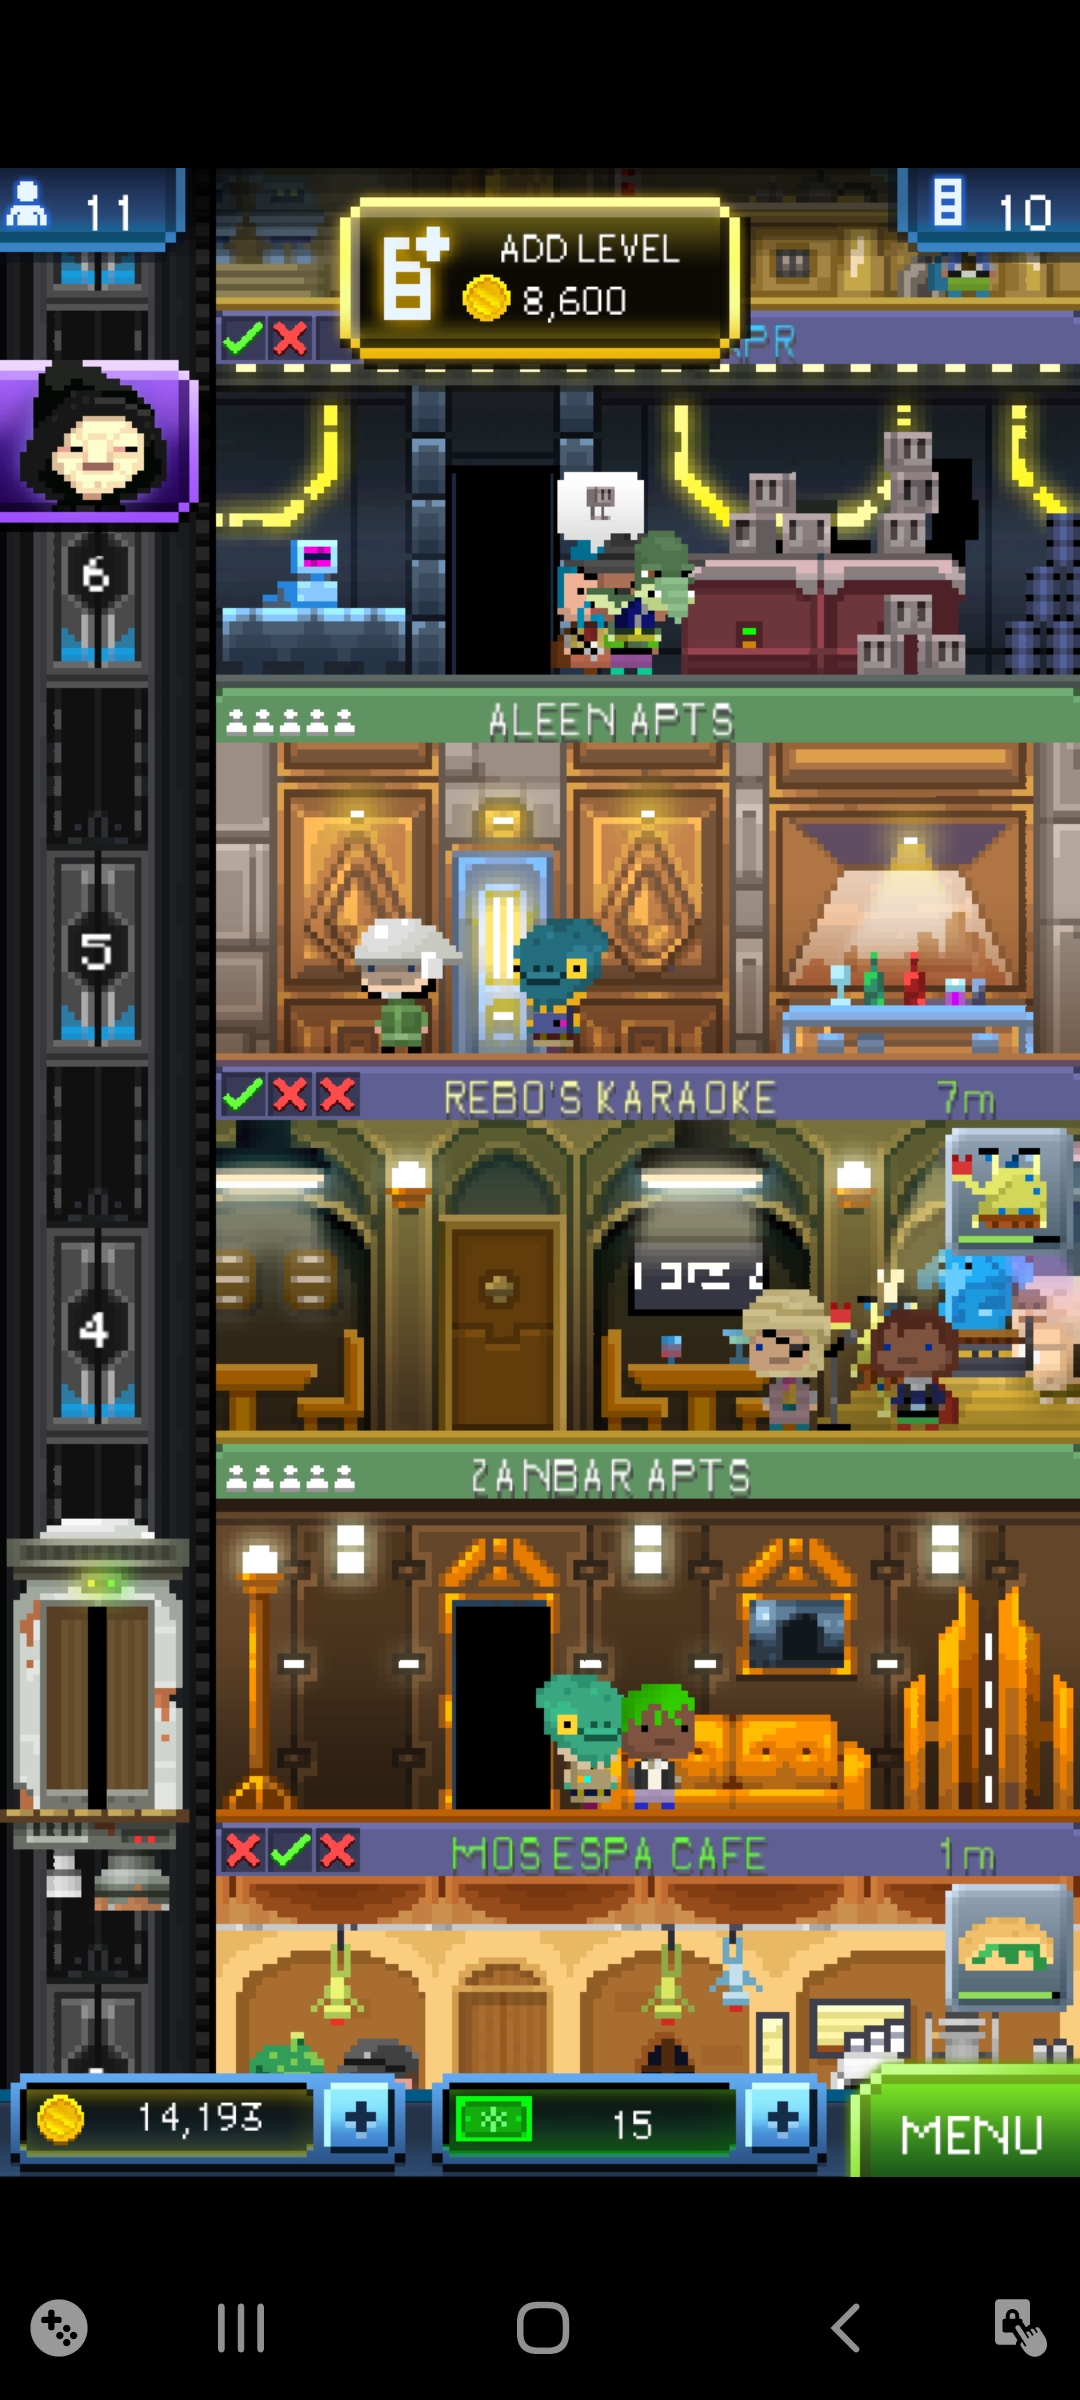 11
ADD LEVEL
8,600
10
6
ALEEN APTS
5
REBO'S KARAOKE
7m
4
ZANBAR APTS
MOS ESPA CAFE
1m
14,193
15
MENU